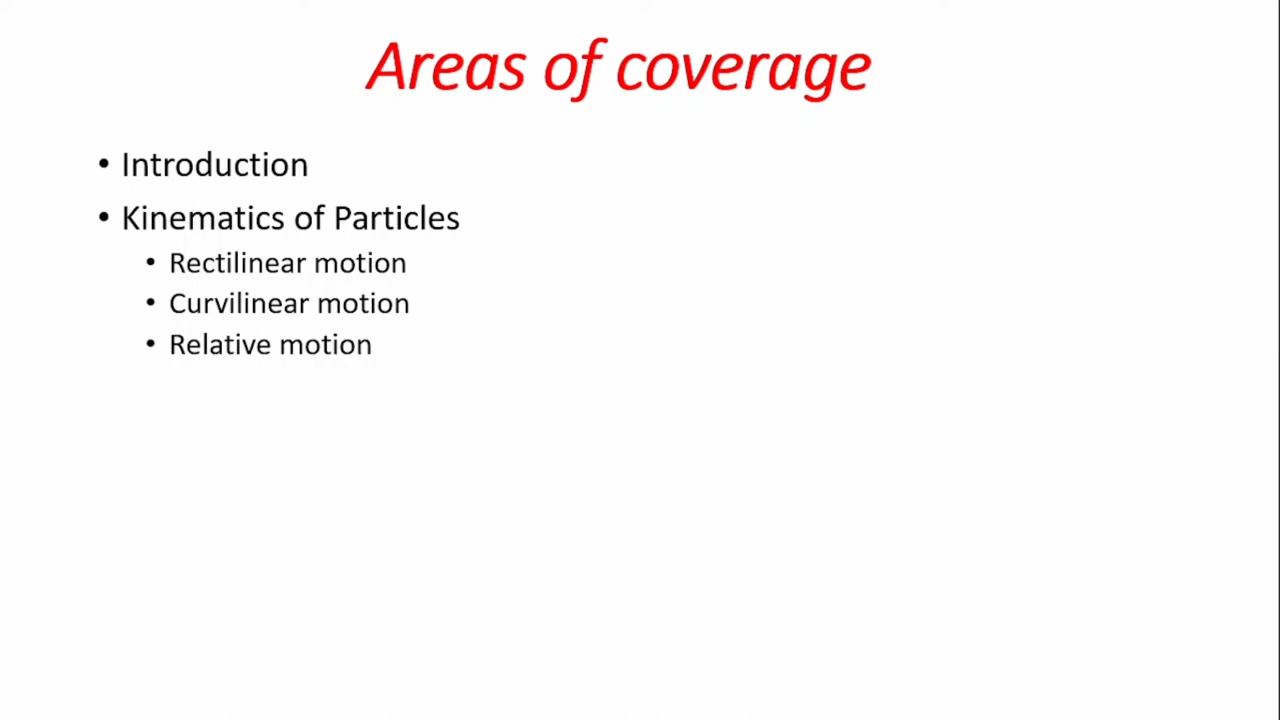 Areas of coverage
• Introduction
• Kinematics of Particles
• Rectilinear motion
• Curvilinear motion
• Relative motion